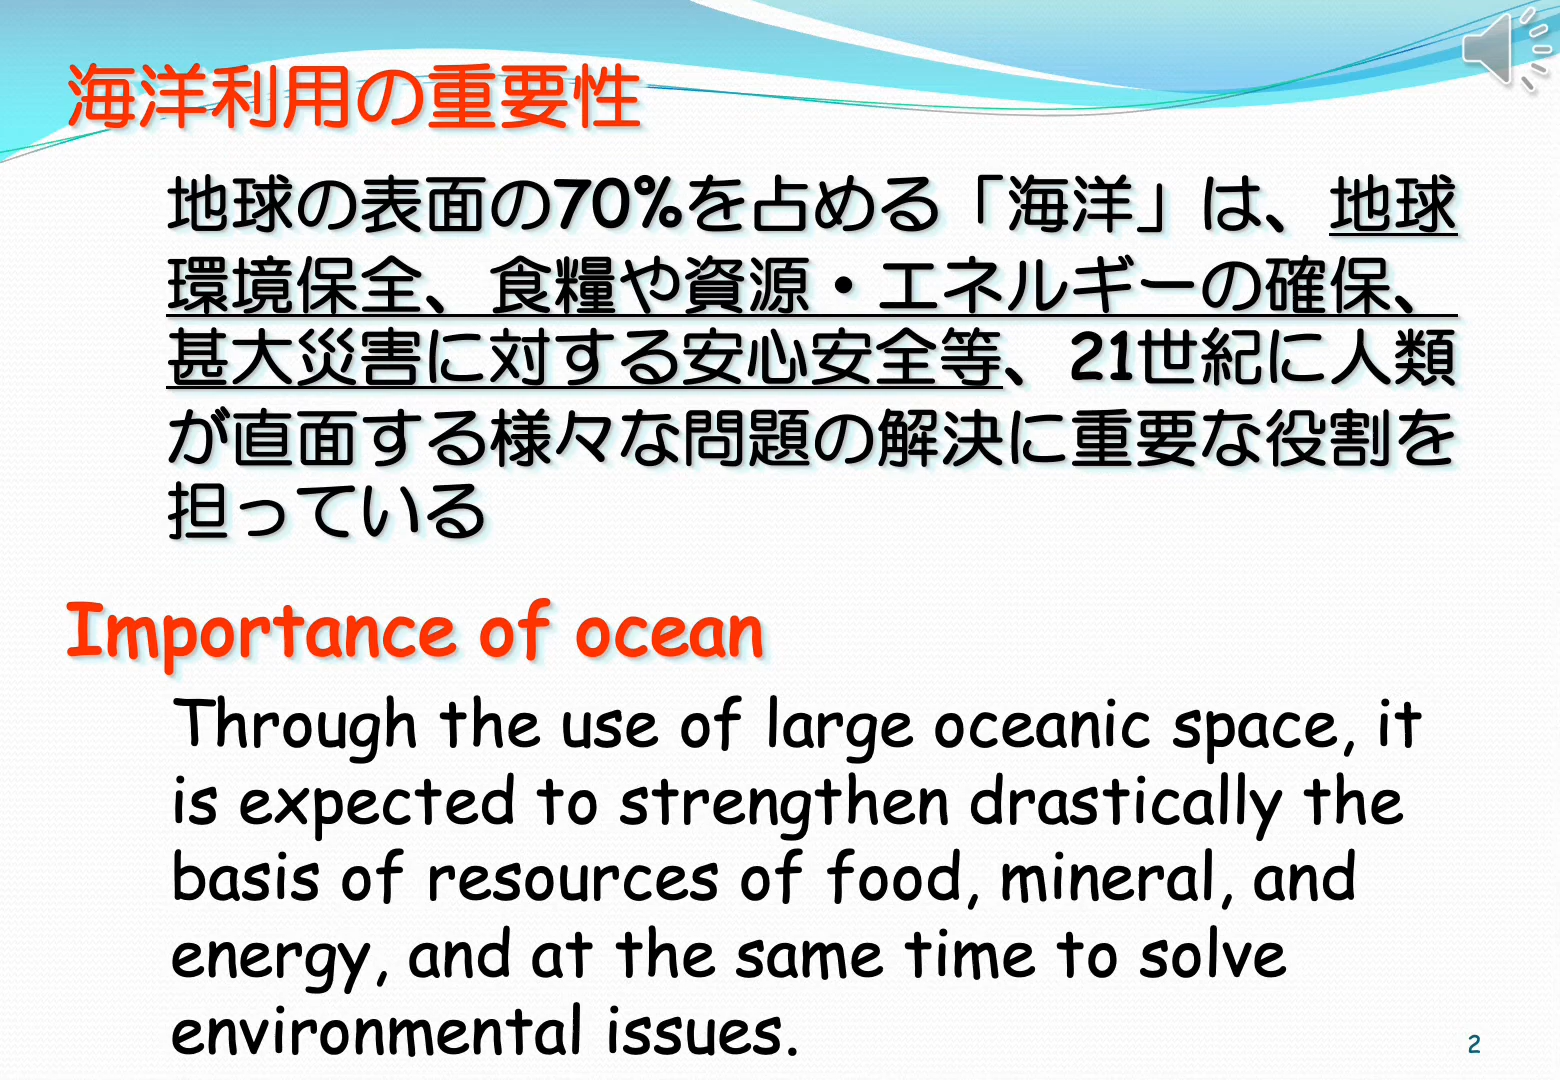 海洋利用の重要性
地球の表面の70%を占める「海洋」は、地球
環境保全、食糧や資源・エネルギーの確保、
甚大災害に対する安心安全等、21世紀に人類
が直面する様々な問題の解決に重要な役割を
担っている
Importance of ocean
Through the use of large oceanic space, it
is expected to strengthen drastically the
basis of resources of food, mineral, and
energy, and at the same time to solve
environmental issues.
2